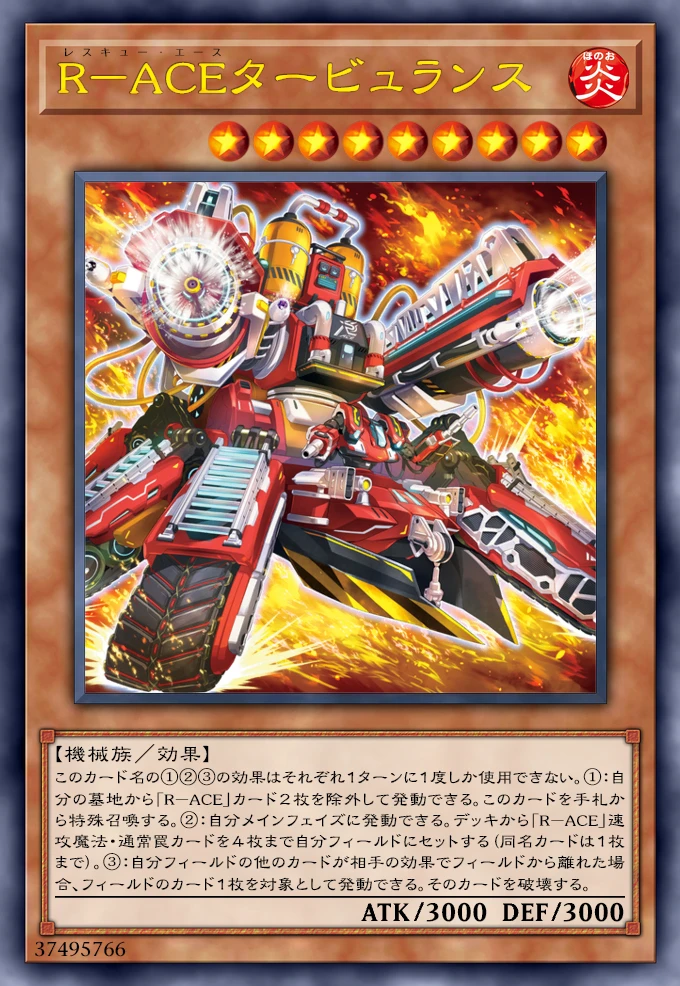 レスキュー・エース
R－ACEタービュランス
ほのお
炎
【機械族／効果】
このカード名の①②③の効果はそれぞれ１ターンに１度しか使用できない。①：自
分の墓地から「R－ACE」カード２枚を除外して発動できる。このカードを手札か
ら特殊召喚する。②：自分メインフェイズに発動できる。デッキから「R－ACE」速
攻魔法・通常罠カードを４枚まで自分フィールドにセットする（同名カードは１枚
まで）。③：自分フィールドの他のカードが相手の効果でフィールドから離れた場
合、フィールドのカード１枚を対象として発動できる。そのカードを破壊する。
ATK/3000 DEF/3000
37495766